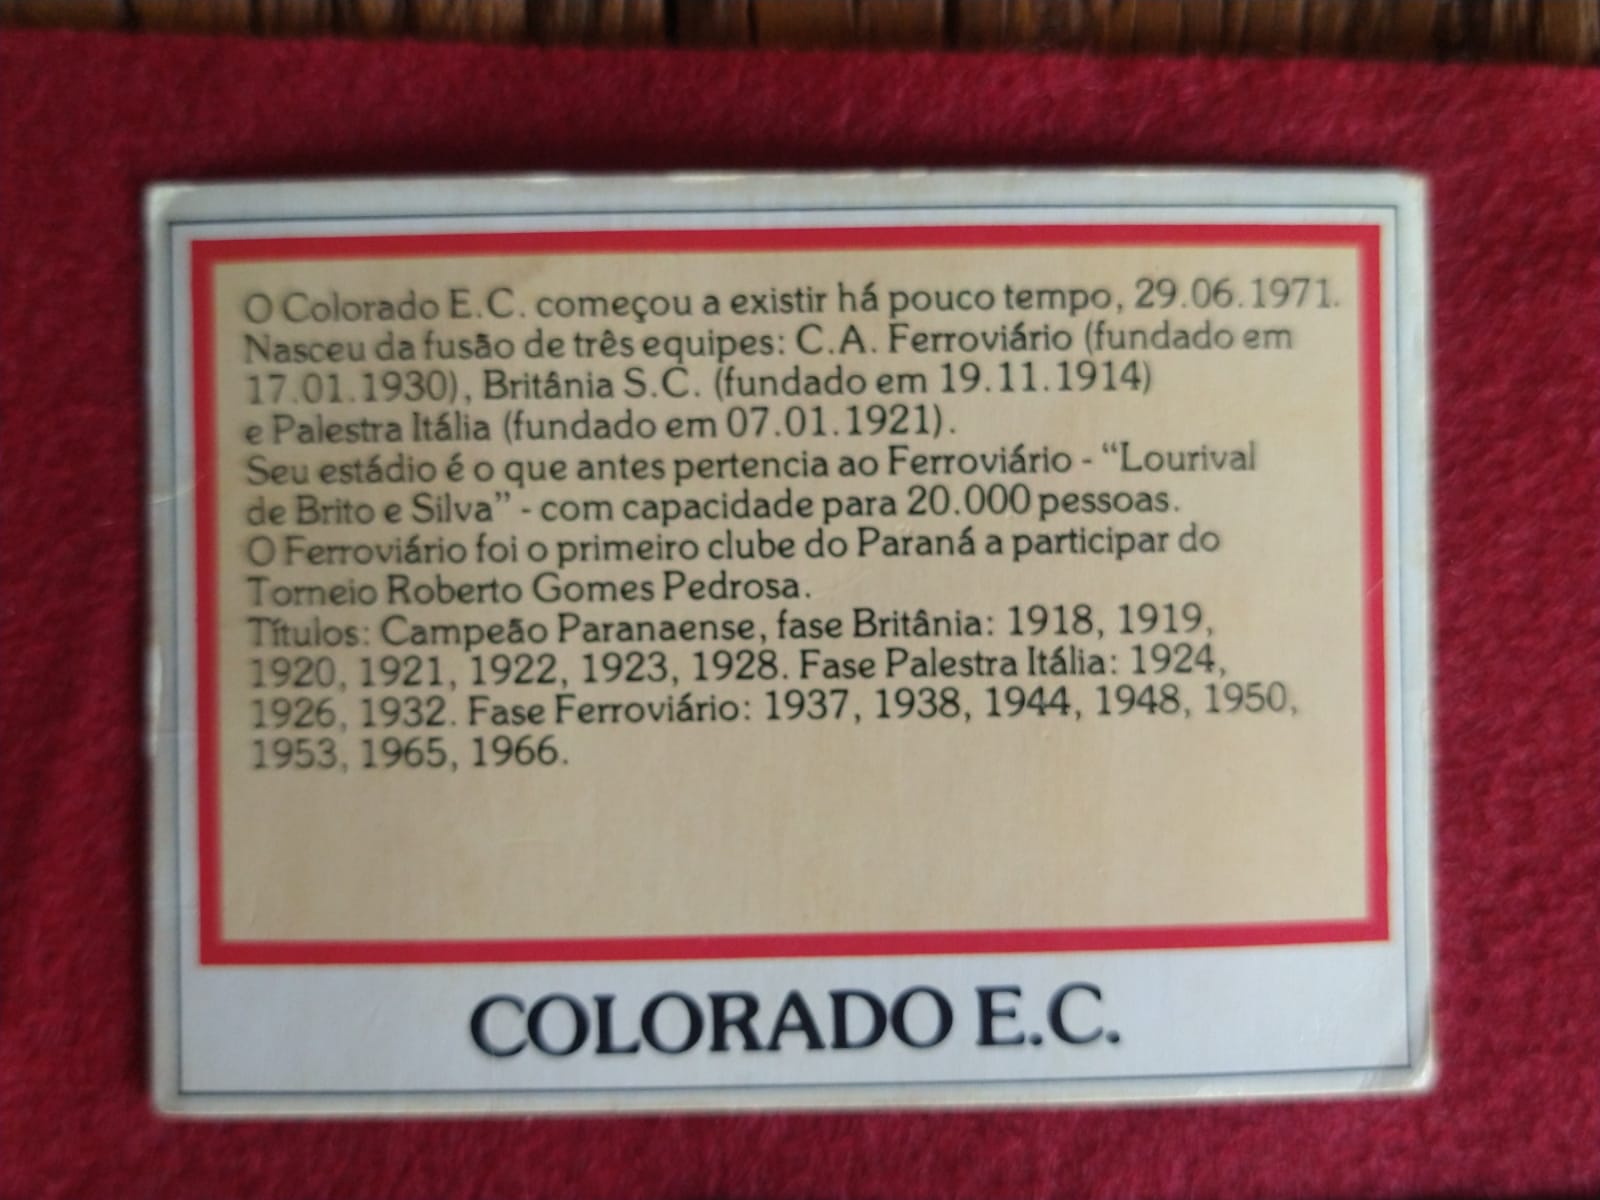 O Colorado E.C. começou a existir há pouco tempo, 29.06.1971.
Nasceu da fusão de três equipes: C.A. Ferroviário (fundado em
17.01.1930), Britânia S.C. (fundado em 19.11.1914)
e Palestra Itália (fundado em 07.01.1921).
Seu estádio é o que antes pertencia ao Ferroviário - “Lourival
de Brito e Silva” - com capacidade para 20.000 pessoas.
O Ferroviário foi o primeiro clube do Paraná a participar do
Torneio Roberto Gomes Pedrosa.
Títulos: Campeão Paranaense, fase Britânia: 1918, 1919,
1920, 1921, 1922, 1923, 1928. Fase Palestra Itália: 1924,
1926, 1932. Fase Ferroviário: 1937, 1938, 1944, 1948, 1950,
1953, 1965, 1966.
COLORADO E.C.